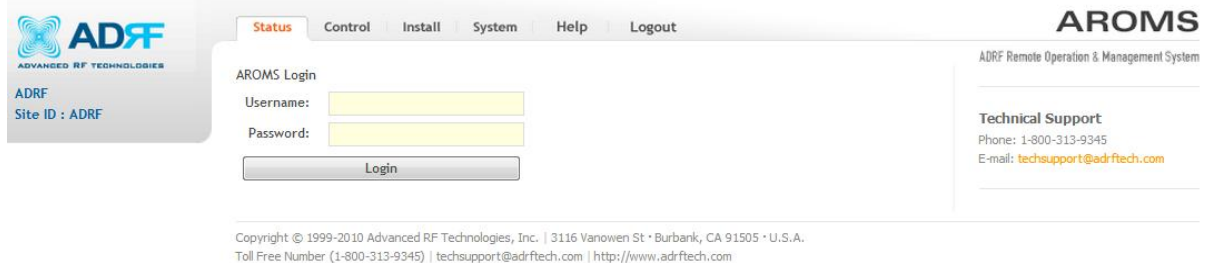 ADRF
ADVANCED RF TECHNOLOGIES
ADRF
Site ID : ADRF
Status Control Install System Help Logout
AROMS Login
Username:
Password:
Login
AROMS
ADRF Remote Operation & Management System
Technical Support
Phone: 1-800-313-9345
E-mail: techsupport@adrftech.com
Copyright © 1999-2010 Advanced RF Technologies, Inc. | 3116 Vanowen St · Burbank, CA 91505 · U.S.A.
Toll Free Number (1-800-313-9345) | techsupport@adrftech.com | http://www.adrftech.com